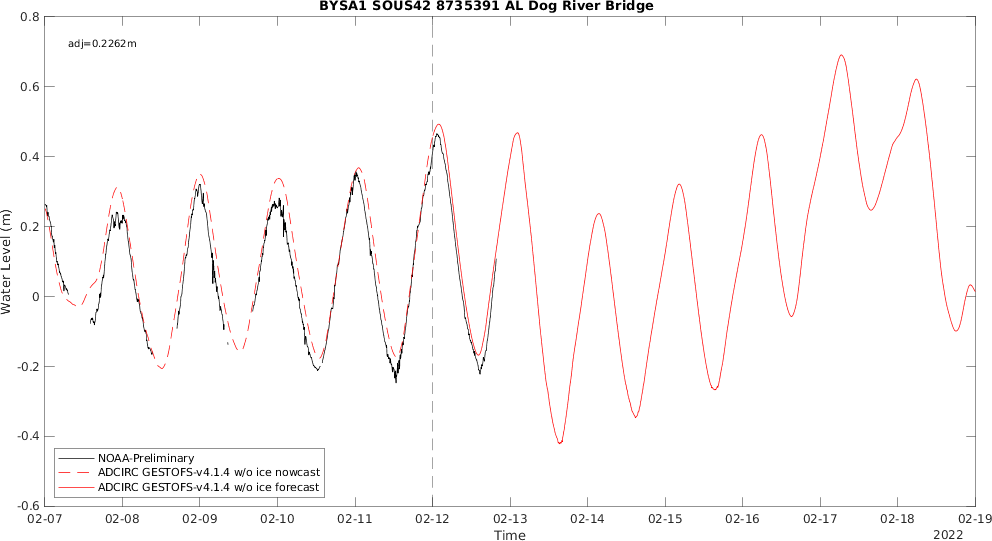 BYSA1 SOUS42 8735391 AL Dog River Bridge
adj=0.2262m
0.8
0.6
0.4
0.2
0
-0.2
-0.4
-0.6
Water Level (m)
NOAA-Preliminary
ADCIRC GESTOFS-v4.1.4 w/o ice nowcast
ADCIRC GESTOFS-v4.1.4 w/o ice forecast
02-07 02-08 02-09 02-10 02-11 02-12 02-13 02-14 02-15 02-16 02-17 02-18 02-19
Time
2022